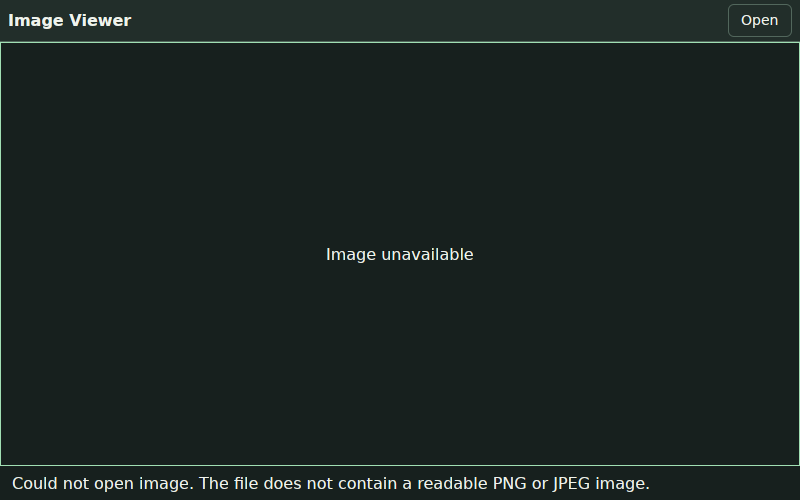 Image Viewer
Open
Image unavailable
Could not open image. The file does not contain a readable PNG or JPEG image.